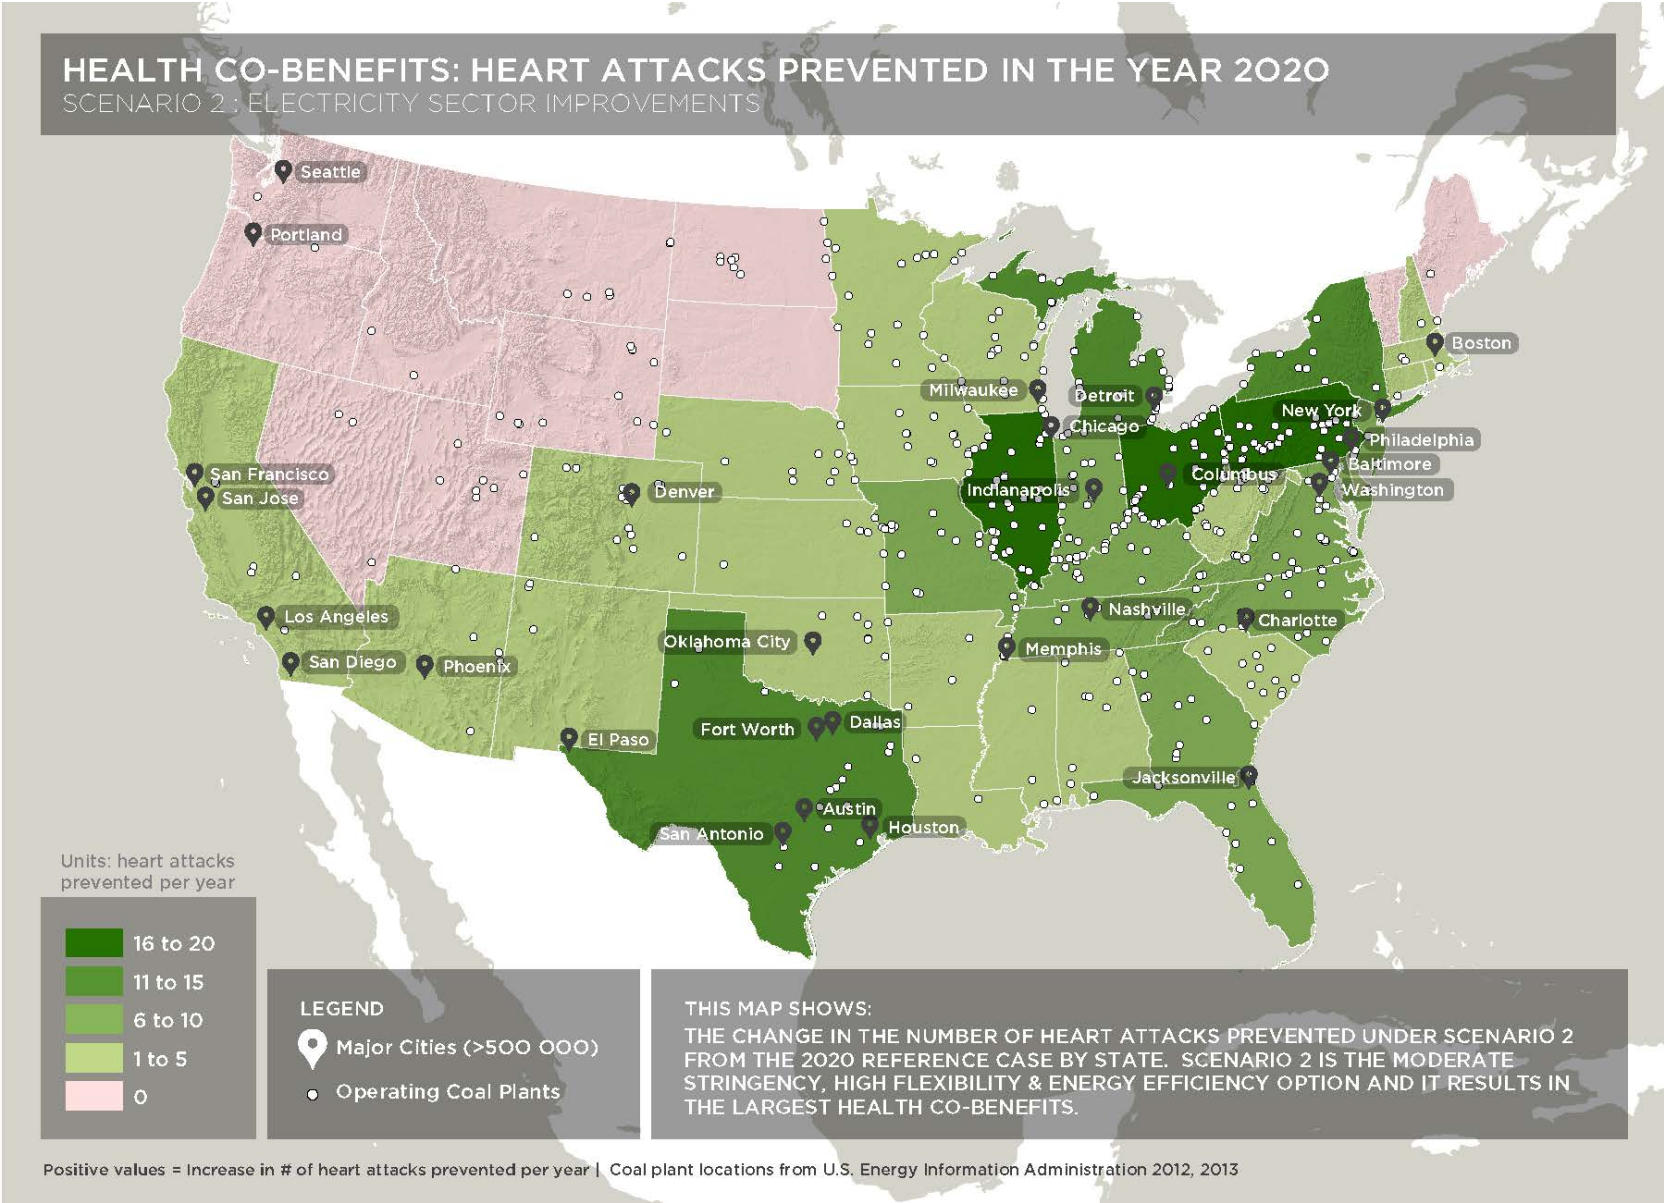 HEALTH CO-BENEFITS: HEART ATTACKS PREVENTED IN THE YEAR 2020
SCENARIO 2 : ELECTRICITY SECTOR IMPROVEMENTS
Seattle
Portland
Boston
Milwaukee
Detroit
New York
Chicago
Philadelphia
San Francisco
Columbus
Baltimore
San Jose
Denver
Indianapolis
Washington
Los Angeles
Nashville
Charlotte
Oklahoma City
Memphis
San Diego
Phoenix
Fort Worth
Dallas
El Paso
Jacksonville
Austin
San Antonio
Houston
Units: heart attacks
prevented per year
16 to 20
11 to 15
6 to 10
1 to 5
0
LEGEND
Major Cities (>500 000)
Operating Coal Plants
THIS MAP SHOWS:
THE CHANGE IN THE NUMBER OF HEART ATTACKS PREVENTED UNDER SCENARIO 2
FROM THE 2020 REFERENCE CASE BY STATE. SCENARIO 2 IS THE MODERATE
STRINGENCY, HIGH FLEXIBILITY & ENERGY EFFICIENCY OPTION AND IT RESULTS IN
THE LARGEST HEALTH CO-BENEFITS.
Positive values = Increase in # of heart attacks prevented per year | Coal plant locations from U.S. Energy Information Administration 2012, 2013